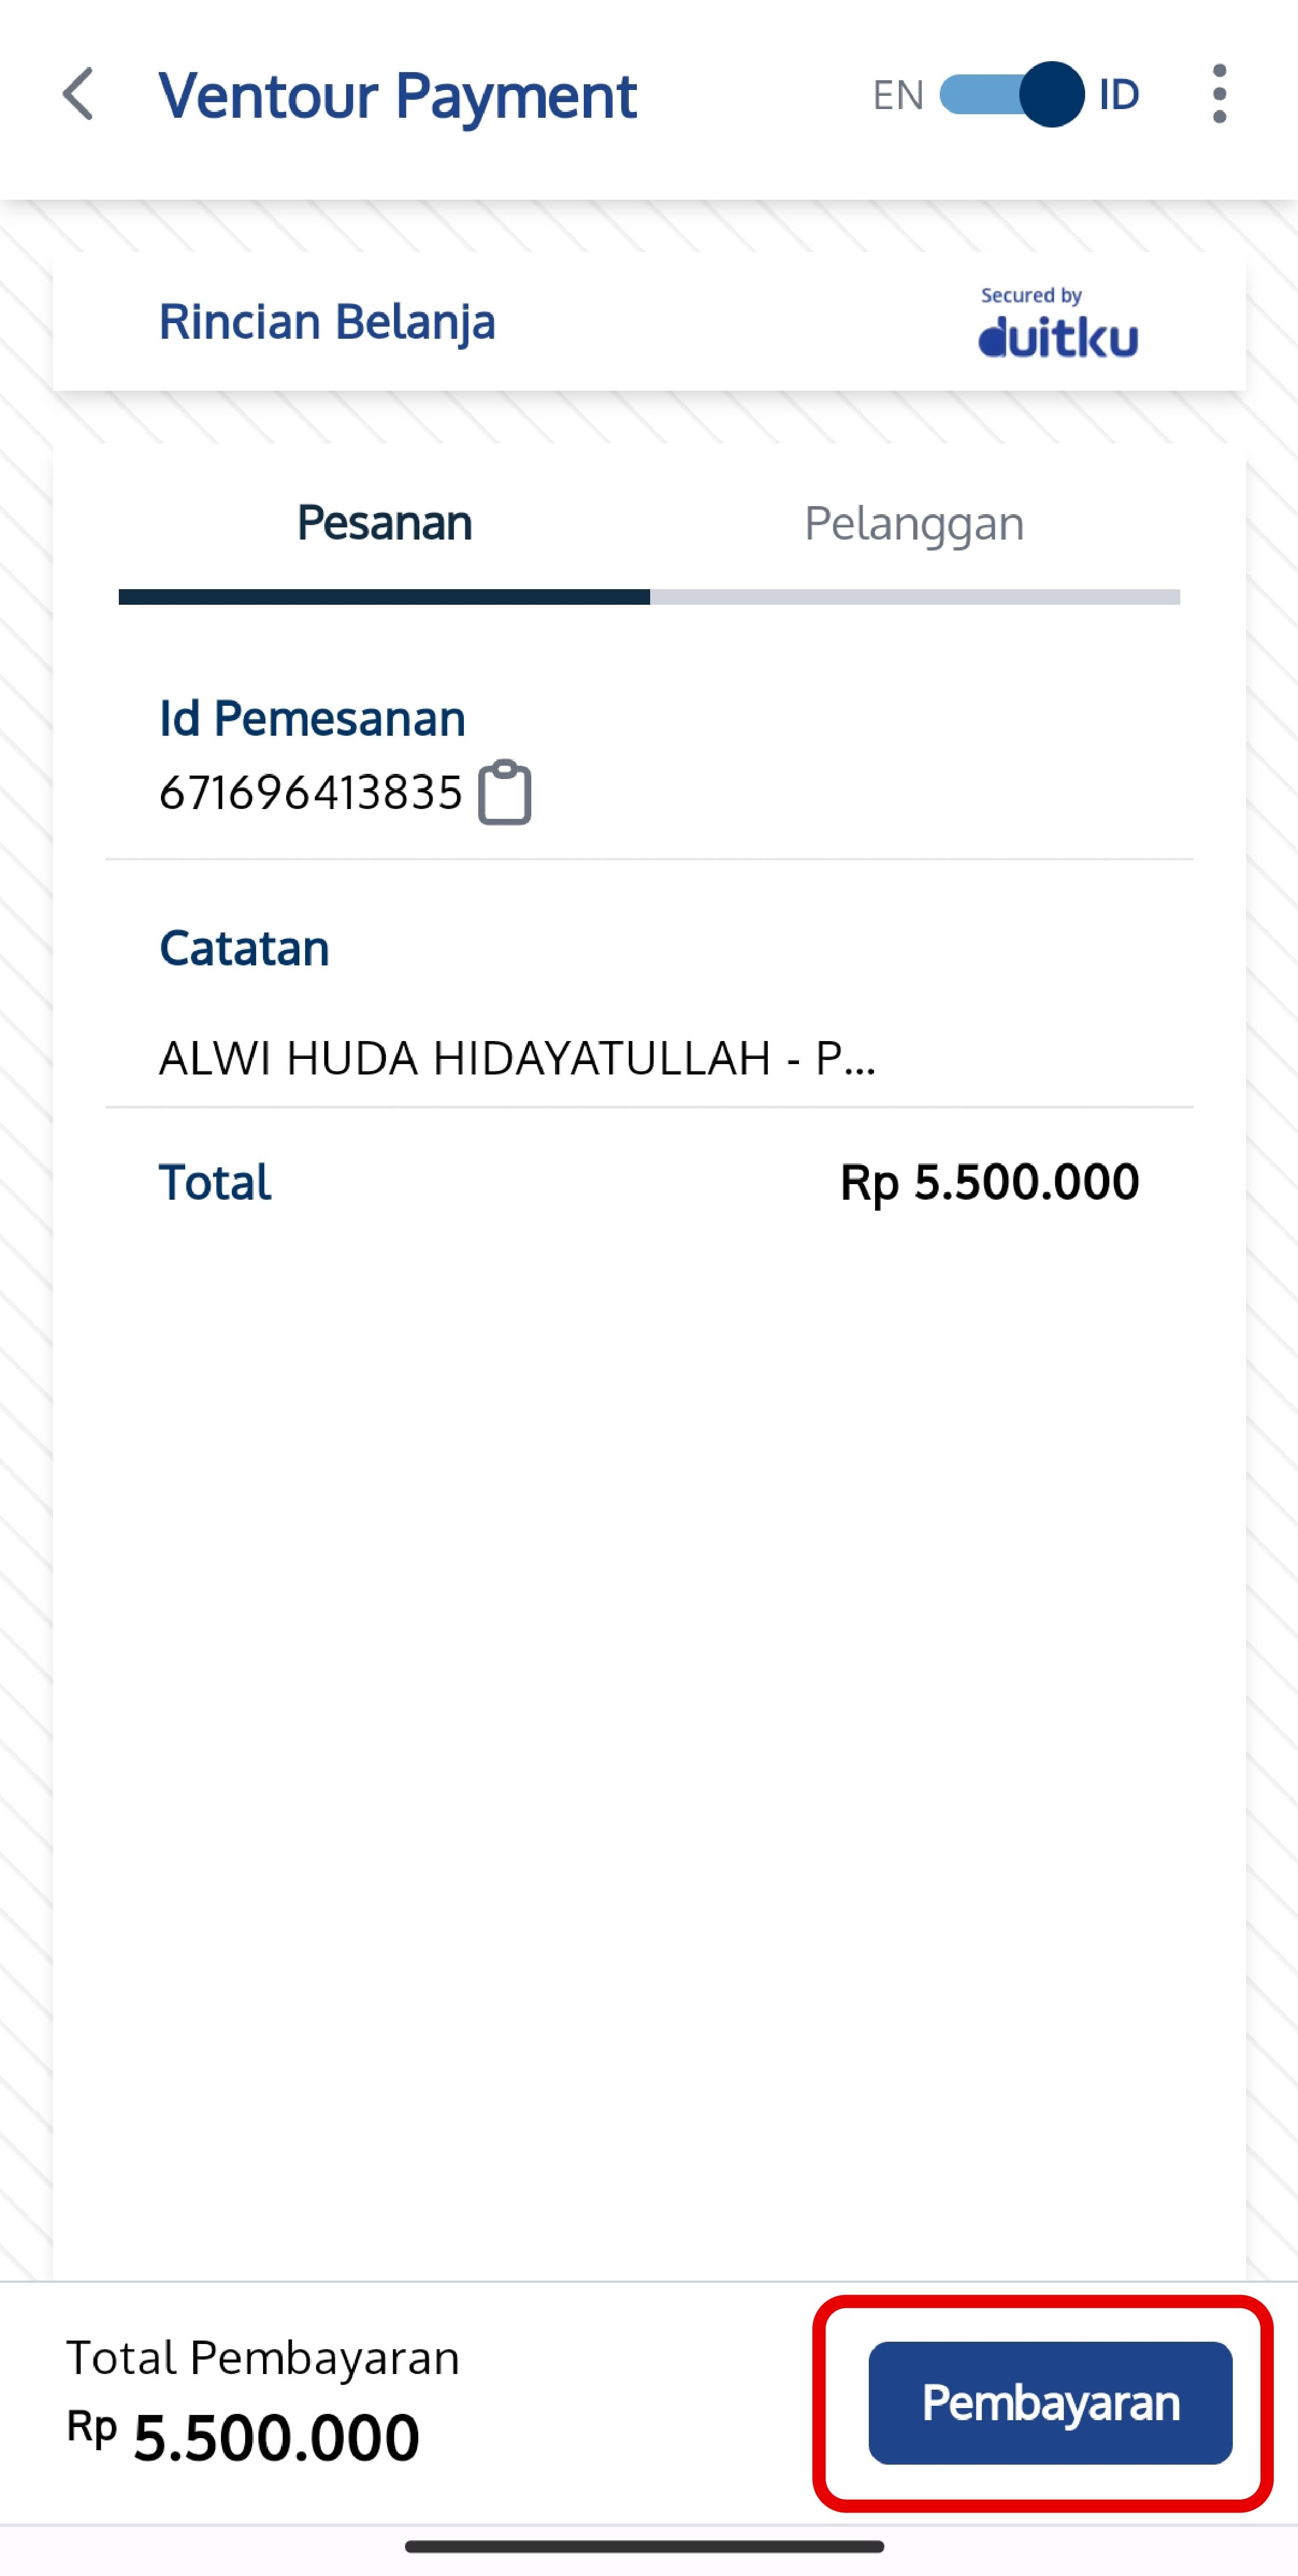 Ventour Payment
EN ID
Rincian Belanja
Secured by
duitku
Pesanan
Pelanggan
Id Pemesanan
671696413835
Catatan
ALWI HUDA HIDAYATULLAH - P...
Total
Rp 5.500.000
Total Pembayaran
Rp 5.500.000
Pembayaran